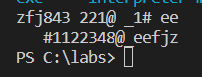 zfj843 221@ _1# ee
#1122348@ eefjz
PS C:\labs>